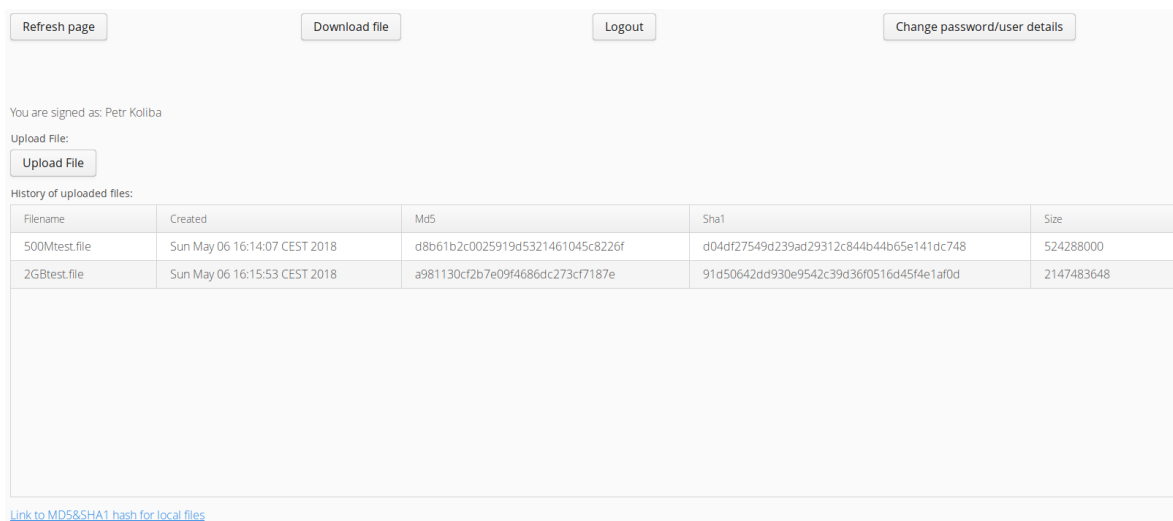 Refresh page Download file Logout Change password/user details
You are signed as: Petr Koliba
Upload File:
Upload File
History of uploaded files:
Filename Created Md5 Sha1 Size
500Mtest.file Sun May 06 16:14:07 CEST 2018 d8b61b2c0025919d5321461045c8226f d04df27549d239ad29312c844b44b65e141dc748 524288000
2GBtest.file Sun May 06 16:15:53 CEST 2018 a981130cf2b7e09f4686dc273cf7187e 91d50642dd930e9542c39d36f0516d45f4e1af0d 2147483648
Link to MD5&SHA1 hash for local files